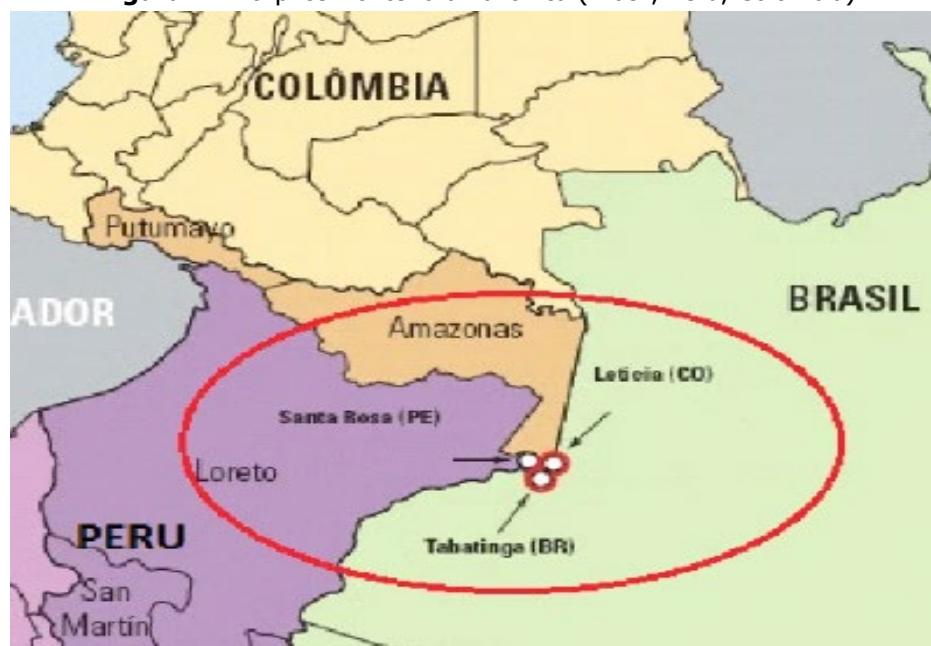 COLÔMBIA
Putumayo
ADOR
BRASIL
Amazonas
Leticia (CO)
Santa Rosa (PE)
Loreto
PERU
Tabatinga (BR)
San
Martín